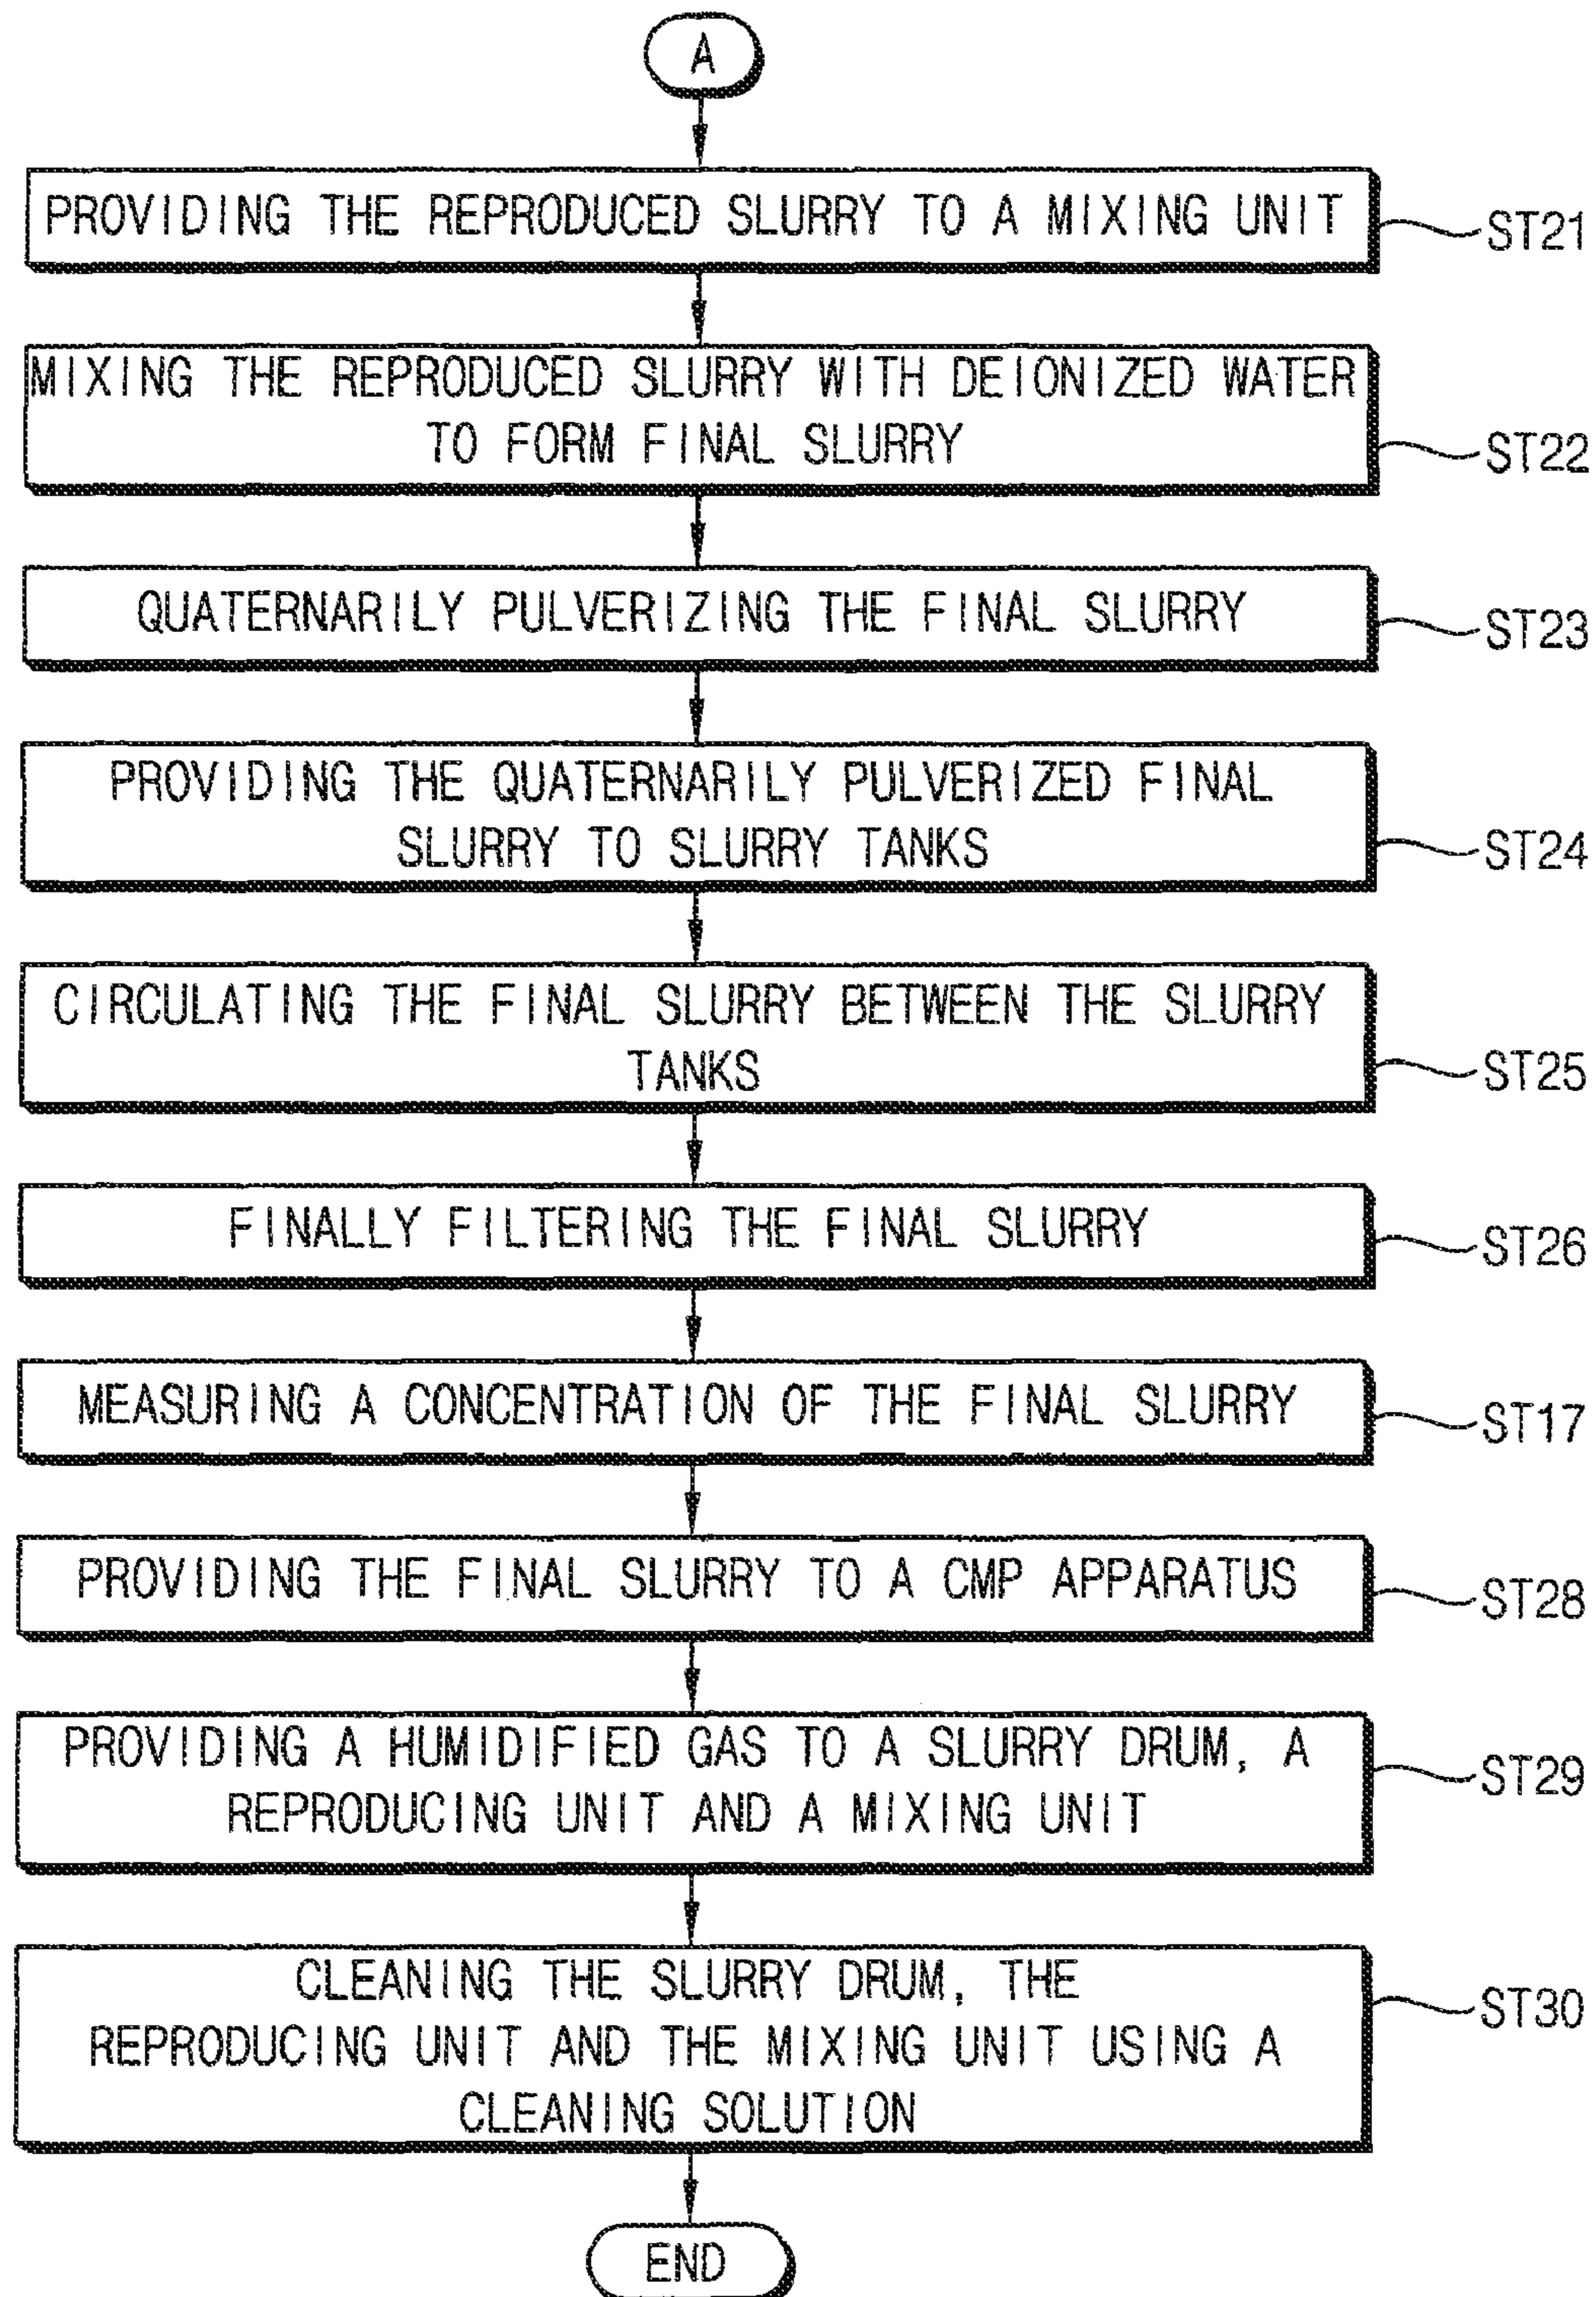 A
PROVIDING THE REPRODUCED SLURRY TO A MIXING UNIT
ST21
MIXING THE REPRODUCED SLURRY WITH DEIONIZED WATER
TO FORM FINAL SLURRY
ST22
QUATERNARILY PULVERIZING THE FINAL SLURRY
ST23
PROVIDING THE QUATERNARILY PULVERIZED FINAL
SLURRY TO SLURRY TANKS
ST24
CIRCULATING THE FINAL SLURRY BETWEEN THE SLURRY
TANKS
ST25
FINALLY FILTERING THE FINAL SLURRY
ST26
MEASURING A CONCENTRATION OF THE FINAL SLURRY
ST17
PROVIDING THE FINAL SLURRY TO A CMP APPARATUS
ST28
PROVIDING A HUMIDIFIED GAS TO A SLURRY DRUM, A
REPRODUCING UNIT AND A MIXING UNIT
ST29
CLEANING THE SLURRY DRUM, THE
REPRODUCING UNIT AND THE MIXING UNIT USING A
CLEANING SOLUTION
ST30
END